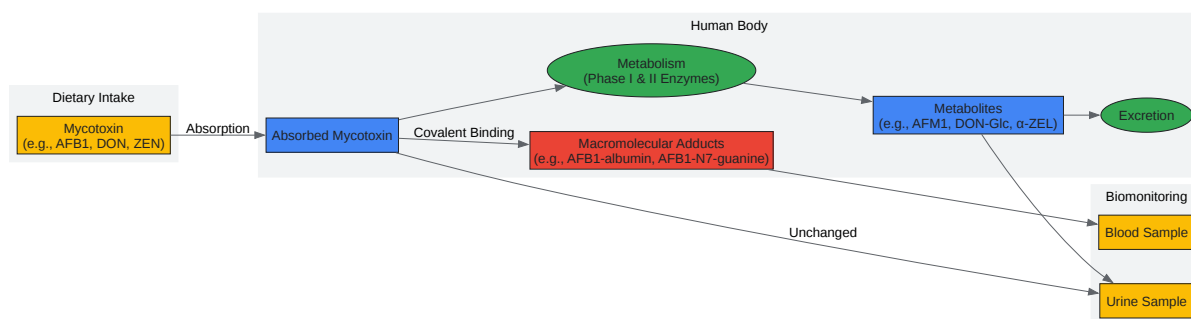 Human Body
Metabolism
(Phase I & II Enzymes)
Dietary Intake
Mycotoxin
(e.g., AFB1, DON, ZEN)
Absorption
Absorbed Mycotoxin
Covalent Binding
Macromolecular Adducts
(e.g., AFB1-albumin, AFB1-N7-guanine)
Metabolites
(e.g., AFM1, DON-Glc, α-ZEL)
Excretion
Unchanged
Biomonitoring
Blood Sample
Urine Sample